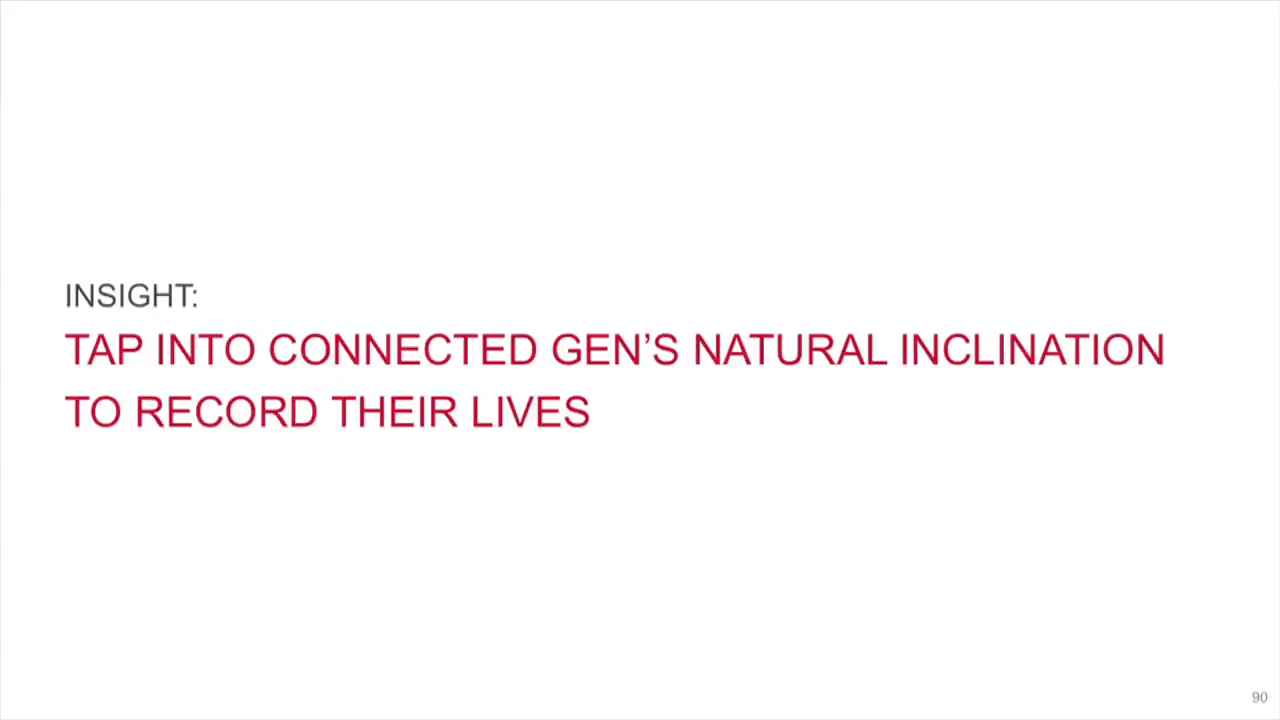 INSIGHT:
TAP INTO CONNECTED GEN’S NATURAL INCLINATION
TO RECORD THEIR LIVES
90